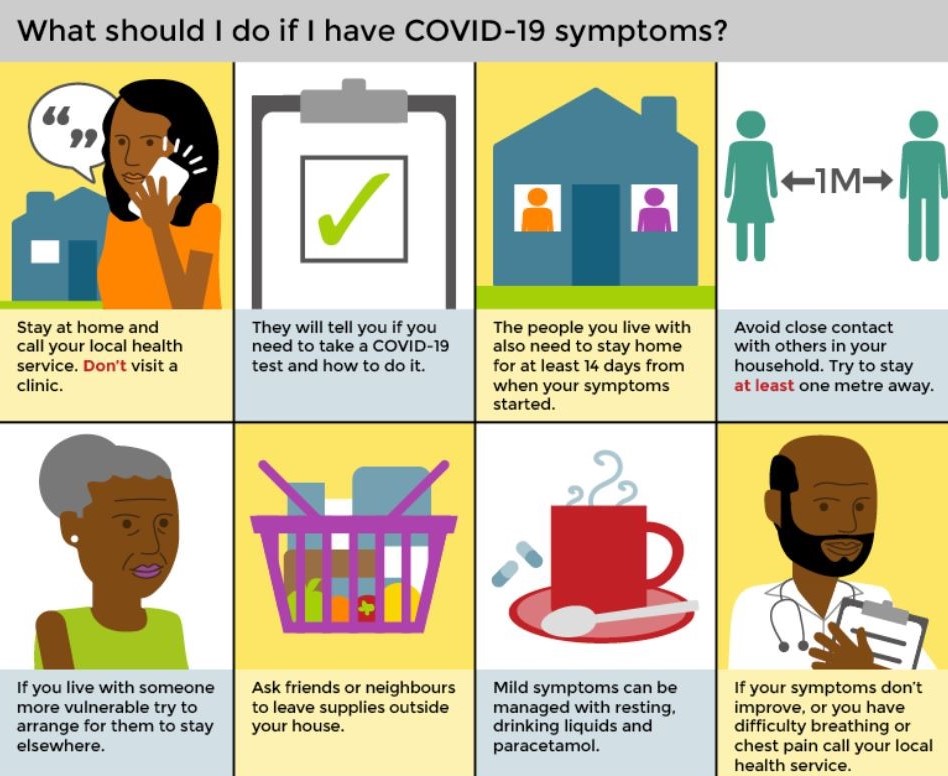 What should I do if I have COVID-19 symptoms?
“ ”
Stay at home and
call your local health
service. Don't visit a
clinic.
They will tell you if you
need to take a COVID-19
test and how to do it.
1M
The people you live with
also need to stay home
for at least 14 days from
when your symptoms
started.
Avoid close contact
with others in your
household. Try to stay
at least one metre away.
If you live with someone
more vulnerable try to
arrange for them to stay
elsewhere.
Ask friends or neighbours
to leave supplies outside
your house.
Mild symptoms can be
managed with resting,
drinking liquids and
paracetamol.
If your symptoms don't
improve, or you have
difficulty breathing or
chest pain call your local
health service.